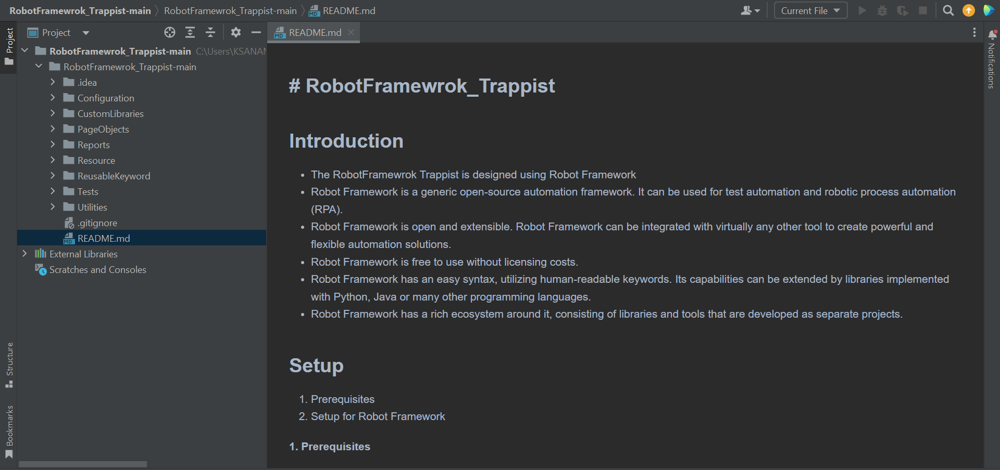 RobotFramewrok_Trappist-main
RobotFramewrok_Trappist-main
README.md
Current File
Project
Project
README.md
RobotFramewrok_Trappist-main C:\Users\KSANAN
RobotFramewrok_Trappist-main
.idea
Configuration
CustomLibraries
PageObjects
Reports
Resource
ReusableKeyword
Tests
Utilities
.gitignore
README.md
External Libraries
Scratches and Consoles
Structure
Bookmarks
# RobotFramewrok_Trappist
Introduction
• The RobotFramewrok Trappist is designed using Robot Framework
• Robot Framework is a generic open-source automation framework. It can be used for test automation and robotic process automation
(RPA).
• Robot Framework is open and extensible. Robot Framework can be integrated with virtually any other tool to create powerful and
flexible automation solutions.
• Robot Framework is free to use without licensing costs.
• Robot Framework has an easy syntax, utilizing human-readable keywords. Its capabilities can be extended by libraries implemented
with Python, Java or many other programming languages.
• Robot Framework has a rich ecosystem around it, consisting of libraries and tools that are developed as separate projects.
Setup
1. Prerequisites
2. Setup for Robot Framework
1. Prerequisites
Notifications